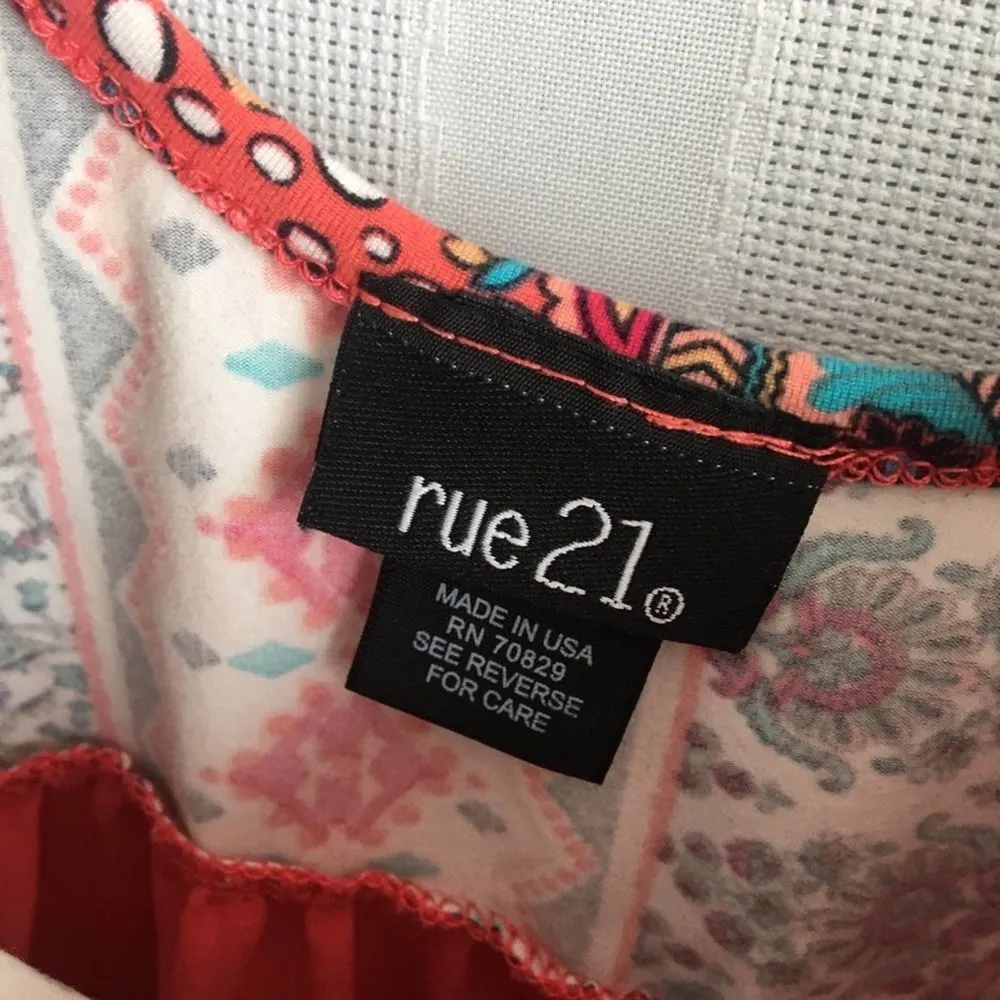 rue21®
MADE IN USA
RN 70829
SEE REVERSE
FOR CARE